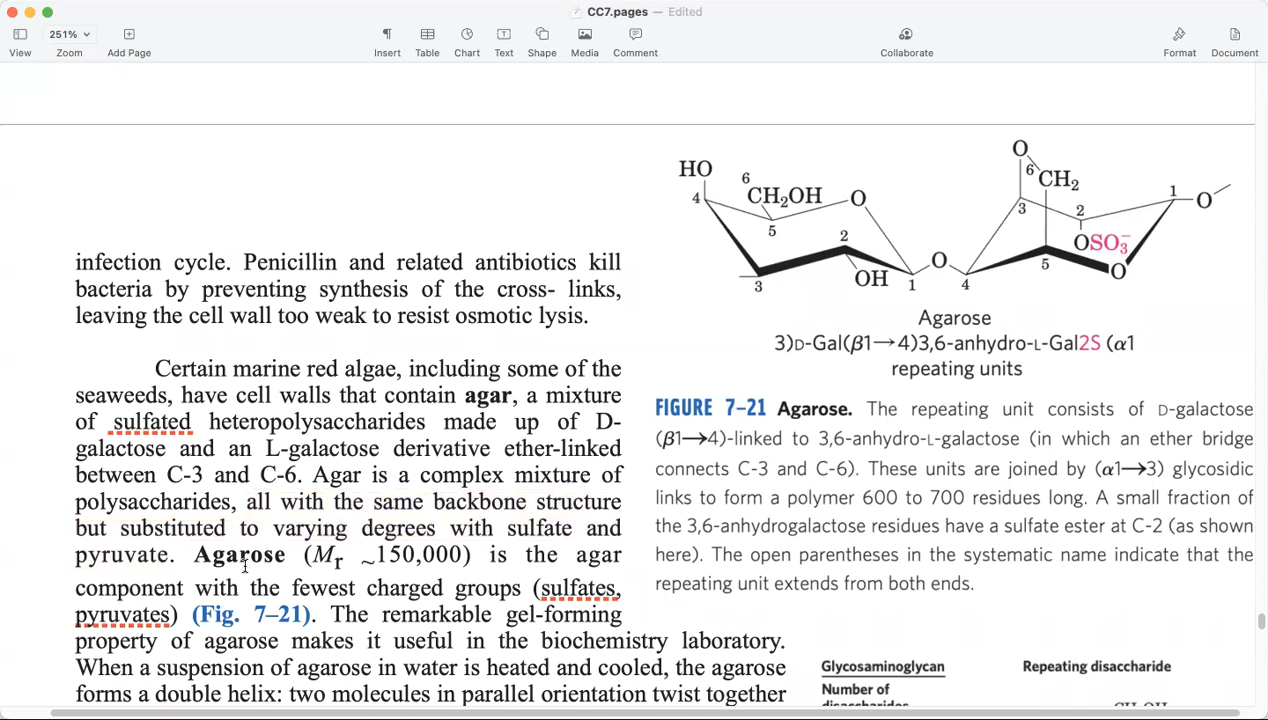 CC7.pages — Edited
251%
View
Zoom
Add Page
Insert
Table
Chart
Text
Shape
Media
Comment
Collaborate
Format
Document
infection cycle. Penicillin and related antibiotics kill
bacteria by preventing synthesis of the cross- links,
leaving the cell wall too weak to resist osmotic lysis.
Certain marine red algae, including some of the
seaweeds, have cell walls that contain agar, a mixture
of sulfated heteropolysaccharides made up of D-
galactose and an L-galactose derivative ether-linked
between C-3 and C-6. Agar is a complex mixture of
polysaccharides, all with the same backbone structure
but substituted to varying degrees with sulfate and
pyruvate. Agarose (Mr ~150,000) is the agar
component with the fewest charged groups (sulfates,
pyruvates) (Fig. 7–21). The remarkable gel-forming
property of agarose makes it useful in the biochemistry laboratory.
When a suspension of agarose in water is heated and cooled, the agarose
forms a double helix: two molecules in parallel orientation twist together
HO
4
6
CH₂OH
5
O
2
3
OH
1
O
4
O
6
CH₂
3
2
OSO₃⁻
5
O
1
O
Agarose
3)D-Gal(β1→4)3,6-anhydro-L-Gal2S (α1
repeating units
FIGURE 7–21 Agarose. The repeating unit consists of D-galactose
(β1→4)-linked to 3,6-anhydro-L-galactose (in which an ether bridge
connects C-3 and C-6). These units are joined by (α1→3) glycosidic
links to form a polymer 600 to 700 residues long. A small fraction of
the 3,6-anhydrogalactose residues have a sulfate ester at C-2 (as shown
here). The open parentheses in the systematic name indicate that the
repeating unit extends from both ends.
Glycosaminoglycan
Repeating disaccharide
Number of